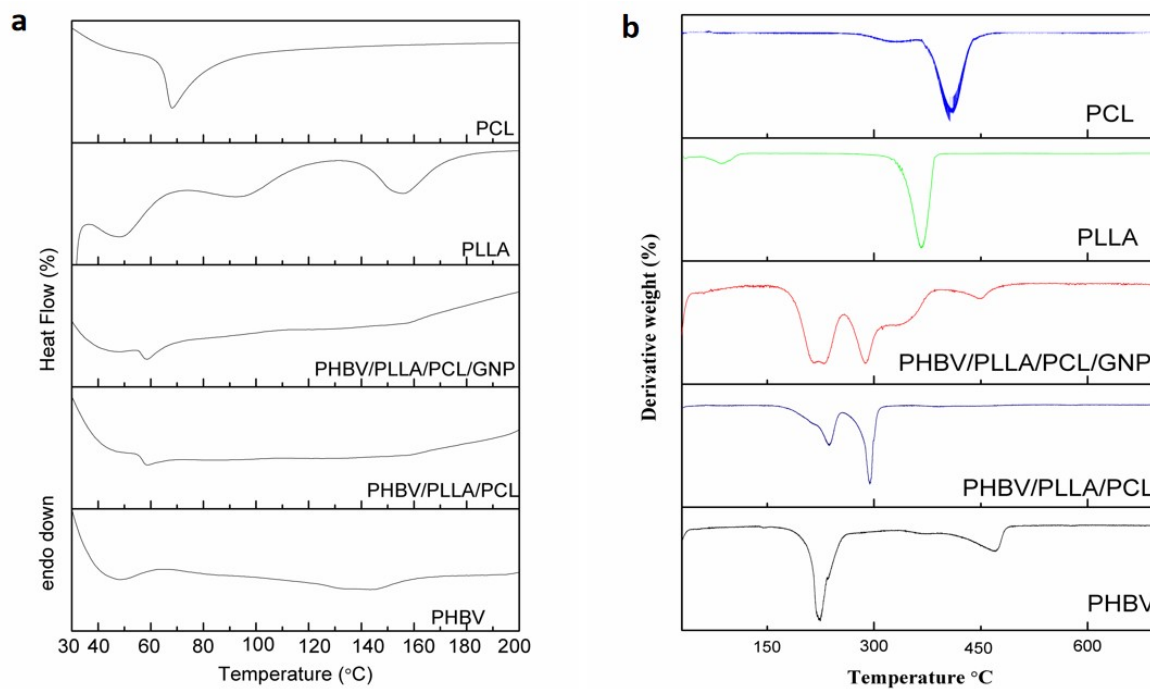 a
PCL
PLLA
PHBV/PLLA/PCL/GNP
PHBV/PLLA/PCL
PHBV
endo down
Heat Flow (%)
30 40 60 80 100 120 140 160 180 200
Temperature (°C)
b
PCL
PLLA
PHBV/PLLA/PCL/GNP
PHBV/PLLA/PCL
PHBV
Derivative weight (%)
150 300 450 600
Temperature °C